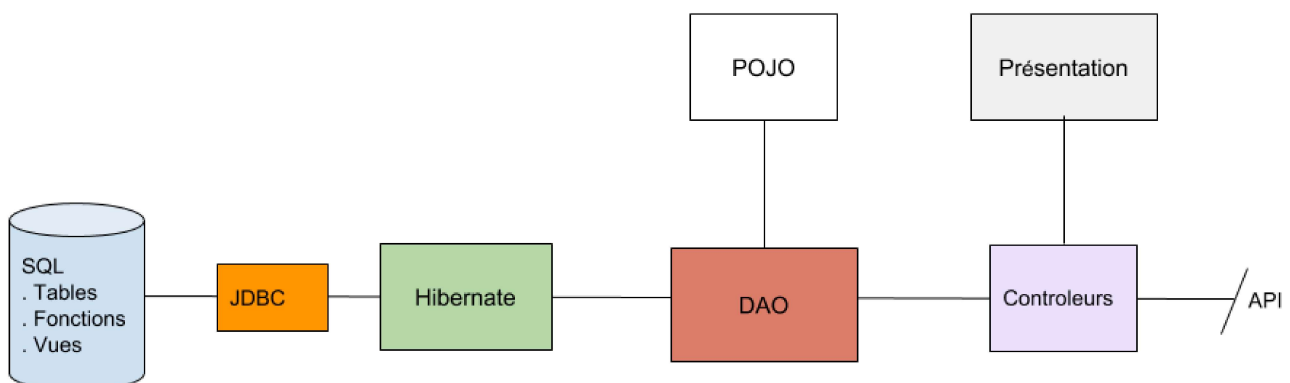 POJO
Présentation
SQL
. Tables
. Fonctions
. Vues
JDBC
Hibernate
DAO
Controleurs
API